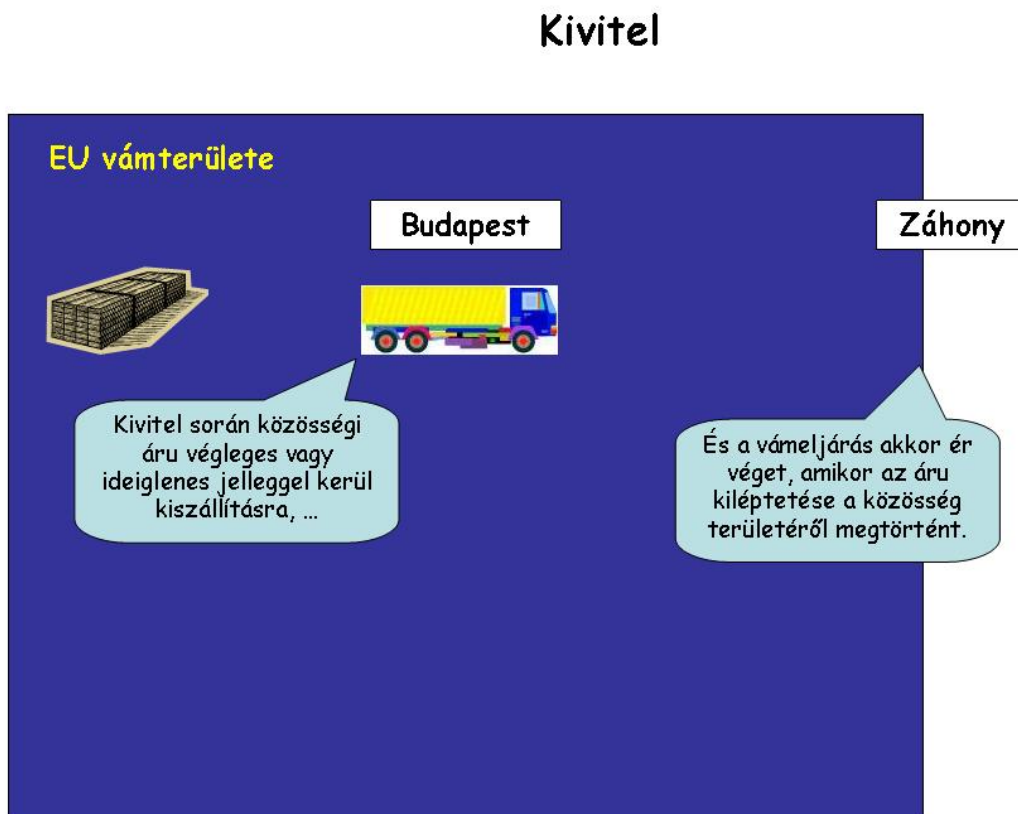 Kivitel
EU vámterülete
Budapest
Záhony
Kivitel során közösségi
áru végleges vagy
ideiglenes jelleggel kerül
kiszállításra, ...
És a vámeljárás akkor ér
véget, amikor az áru
kiléptetése a közösség
területéről megtörtént.